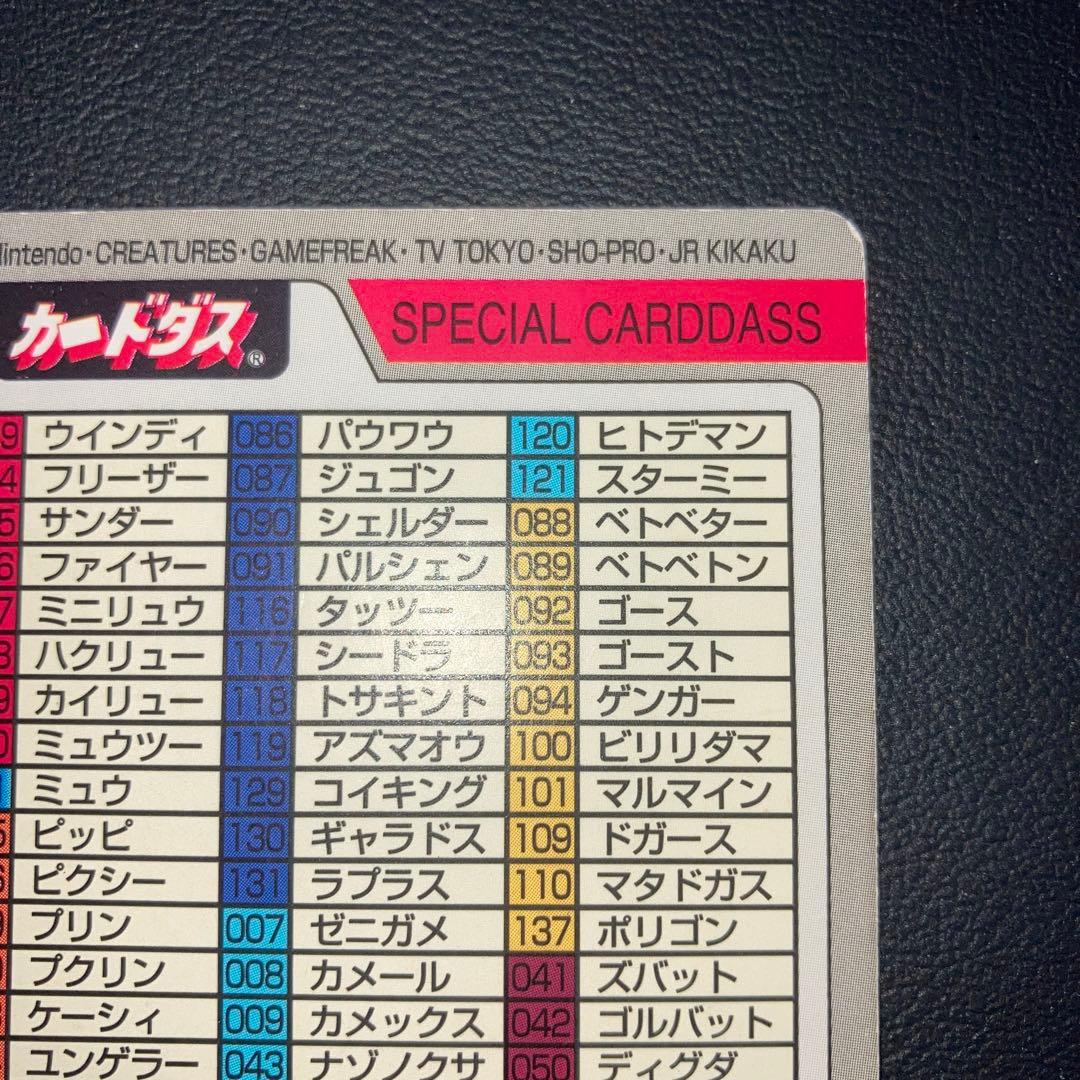 Nintendo・CREATURES・GAMEFREAK・TV TOKYO・SHO-PRO・JR KIKAKU
カードダス® SPECIAL CARDDASS
9 ウインディ 086 パウワウ 120 ヒトデマン
4 フリーザー 087 ジュゴン 121 スターミー
5 サンダー 090 シェルダー 088 ベトベター
6 ファイヤー 091 パルシェン 089 ベトベトン
7 ミニリュウ 116 タッツー 092 ゴース
8 ハクリュー 117 シードラ 093 ゴースト
9 カイリュー 118 トサキント 094 ゲンガー
0 ミュウツー 119 アズマオウ 100 ビリリダマ
ミュウ 129 コイキング 101 マルマイン
5 ピッピ 130 ギャラドス 109 ドガース
6 ピクシー 131 ラプラス 110 マタドガス
プリン 007 ゼニガメ 137 ポリゴン
プクリン 008 カメール 041 ズバット
ケーシィ 009 カメックス 042 ゴルバット
ユンゲラー 043 ナゾノクサ 050 ディグダ